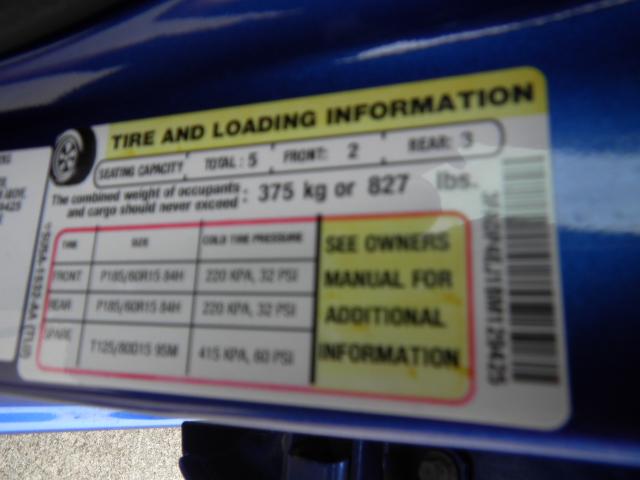 TIRE AND LOADING INFORMATION
SEATING CAPACITY TOTAL : 5 FRONT: 2 REAR: 3
The combined weight of occupants
and cargo should never exceed : 375 kg or 827 lbs.
TIRE SIZE COLD TIRE PRESSURE
FRONT P185/60R15 84H 220 KPA, 32 PSI
REAR P185/60R15 84H 220 KPA, 32 PSI
SPARE T125/80D15 95M 415 KPA, 60 PSI
SEE OWNERS
MANUAL FOR
ADDITIONAL
INFORMATION